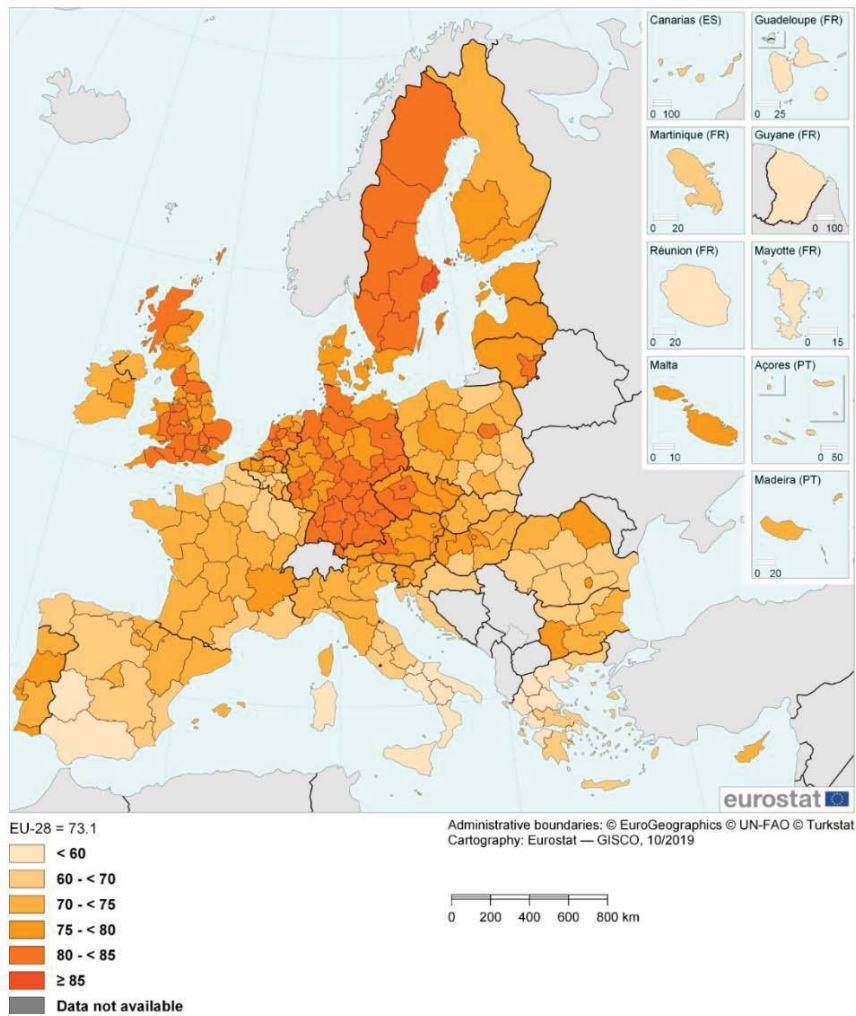 Canarias (ES)
0 100
Guadeloupe (FR)
0 25
Martinique (FR)
0 20
Guyane (FR)
0 100
Réunion (FR)
0 20
Mayotte (FR)
0 15
Malta
0 10
Açores (PT)
0 50
Madeira (PT)
0 20
eurostat
EU-28 = 73.1
< 60
60 - < 70
70 - < 75
75 - < 80
80 - < 85
≥ 85
Data not available
Administrative boundaries: © EuroGeographics © UN-FAO © Turkstat
Cartography: Eurostat — GISCO, 10/2019
0 200 400 600 800 km